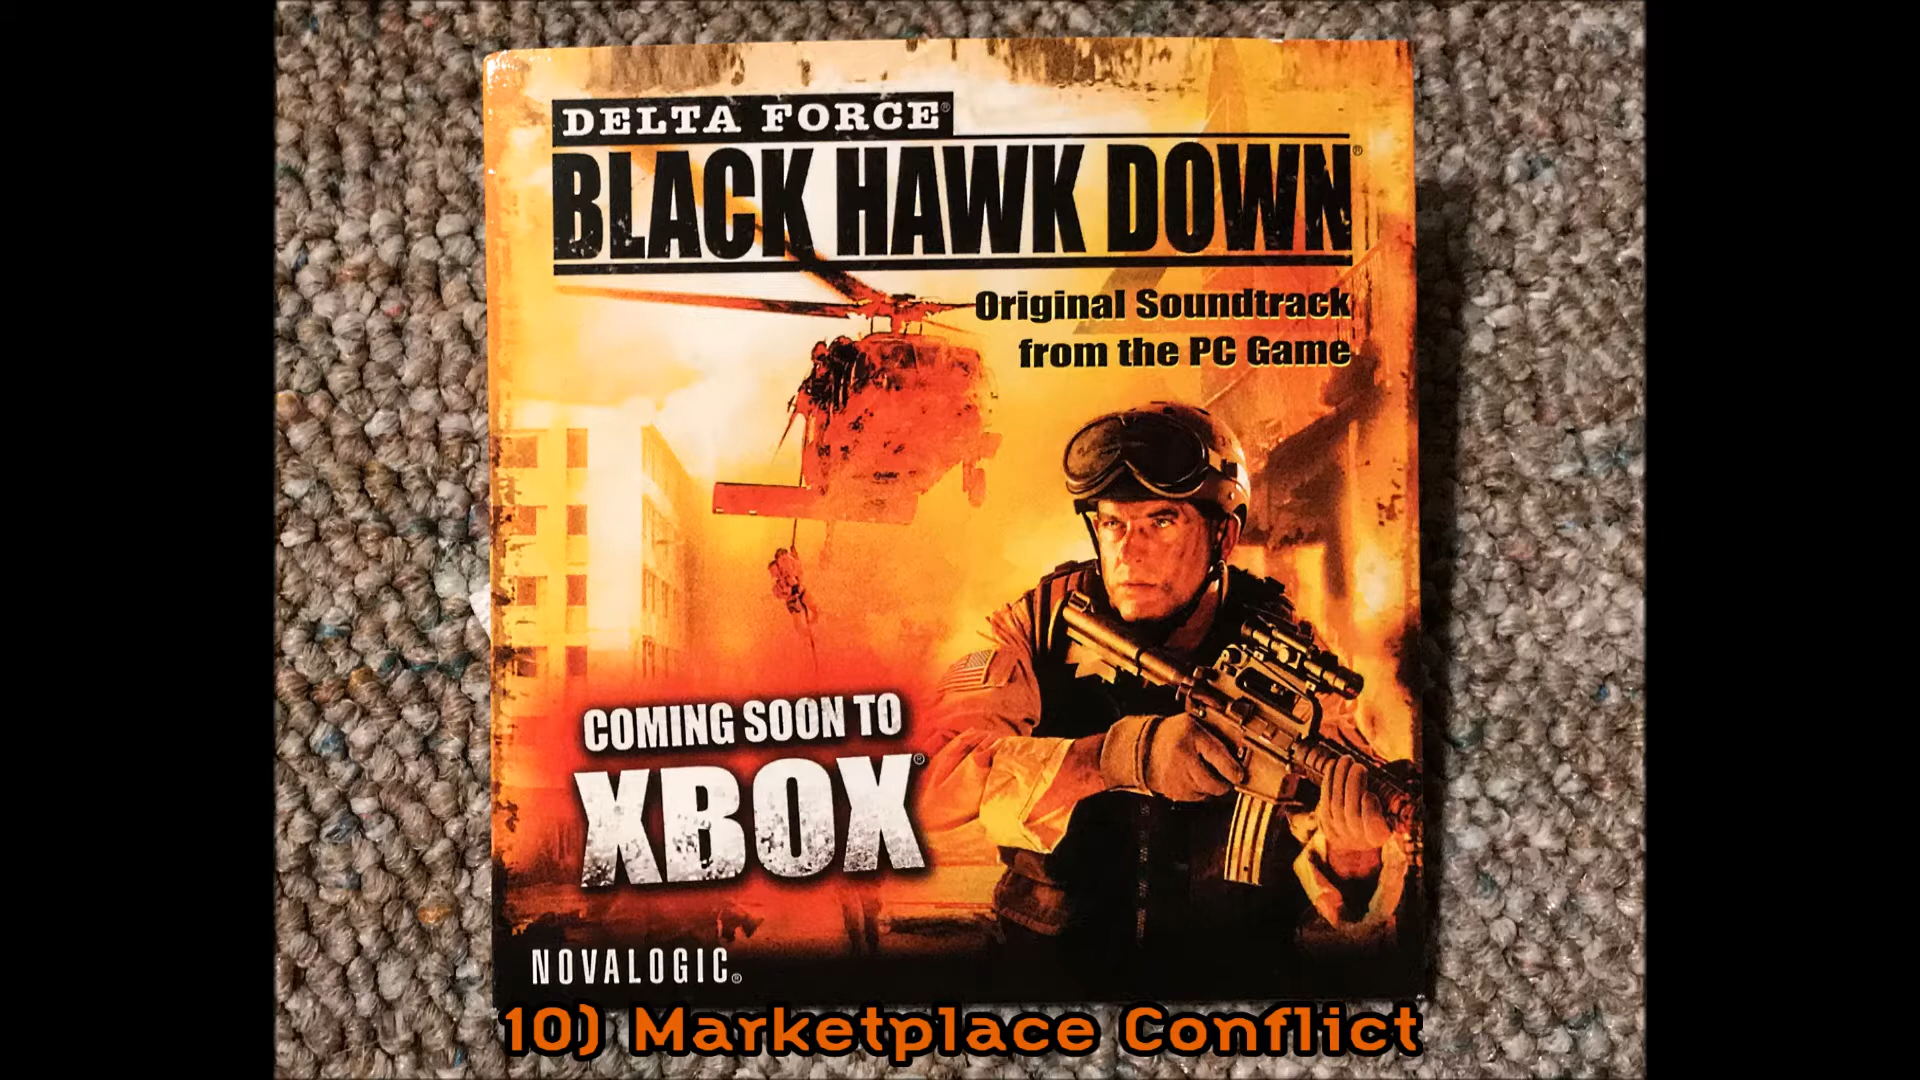 DELTA FORCE®
BLACK HAWK DOWN®
Original Soundtrack
from the PC Game
COMING SOON TO
XBOX®
NOVALOGIC®
10) Marketplace Conflict